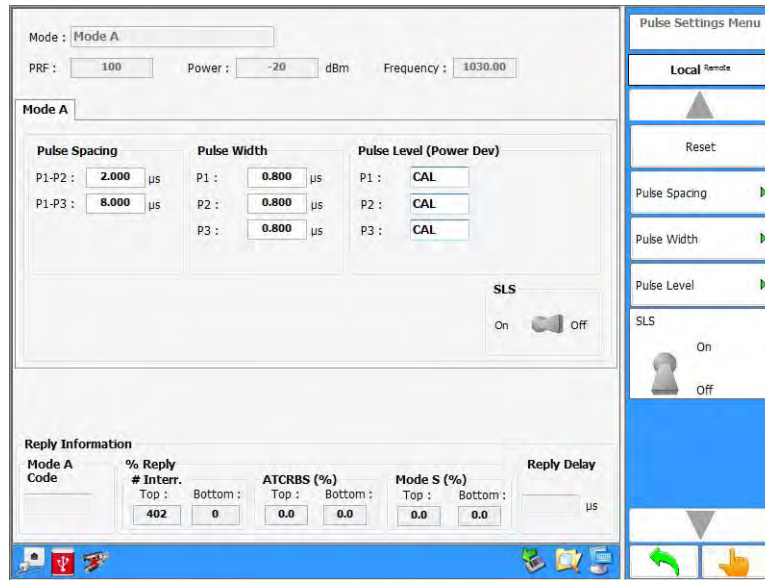 Mode : Mode A
PRF : 100 Power : -20 dBm Frequency : 1030.00
Mode A
Pulse Spacing Pulse Width Pulse Level (Power Dev)
P1-P2 : 2.000 µs P1 : 0.800 µs P1 : CAL
P1-P3 : 8.000 µs P2 : 0.800 µs P2 : CAL
P3 : 0.800 µs P3 : CAL
SLS
On Off
Reply Information
Mode A Code
% Reply
# Interr. ATCRBS (%) Mode S (%)
Top : Bottom : Top : Bottom : Top : Bottom :
402 0 0.0 0.0 0.0 0.0
Reply Delay
µs
Pulse Settings Menu
Local Remote
Reset
Pulse Spacing
Pulse Width
Pulse Level
SLS
On
Off